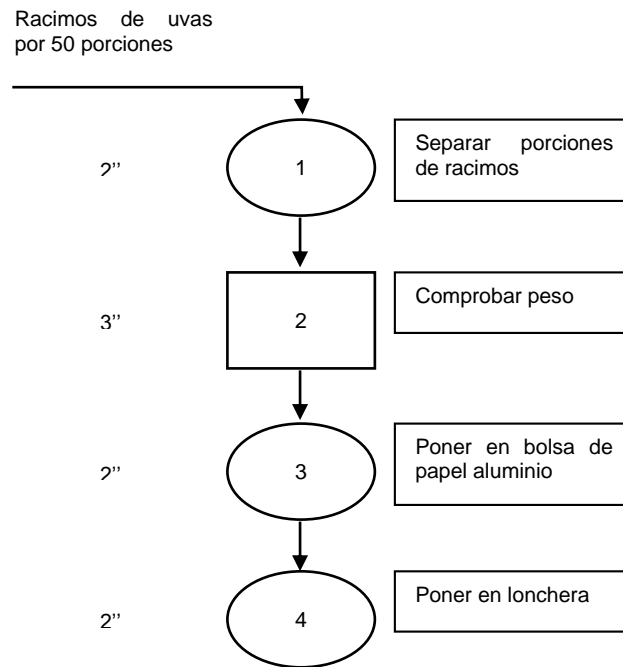 Racimos de uvas
por 50 porciones
2’’
1
Separar porciones
de racimos
3’’
2
Comprobar peso
2’’
3
Poner en bolsa de
papel aluminio
2’’
4
Poner en lonchera